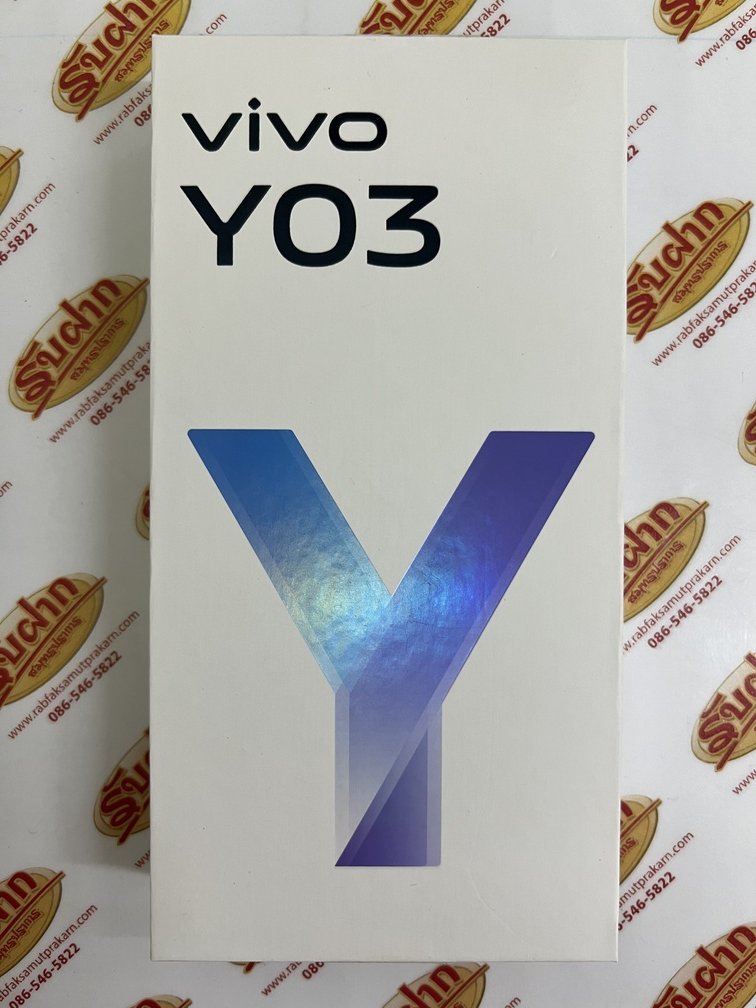 vivo
Y03
Y
รับฝาก
สมุทรปราการ
www.rabfaksamutprakarn.com
086-546-5822